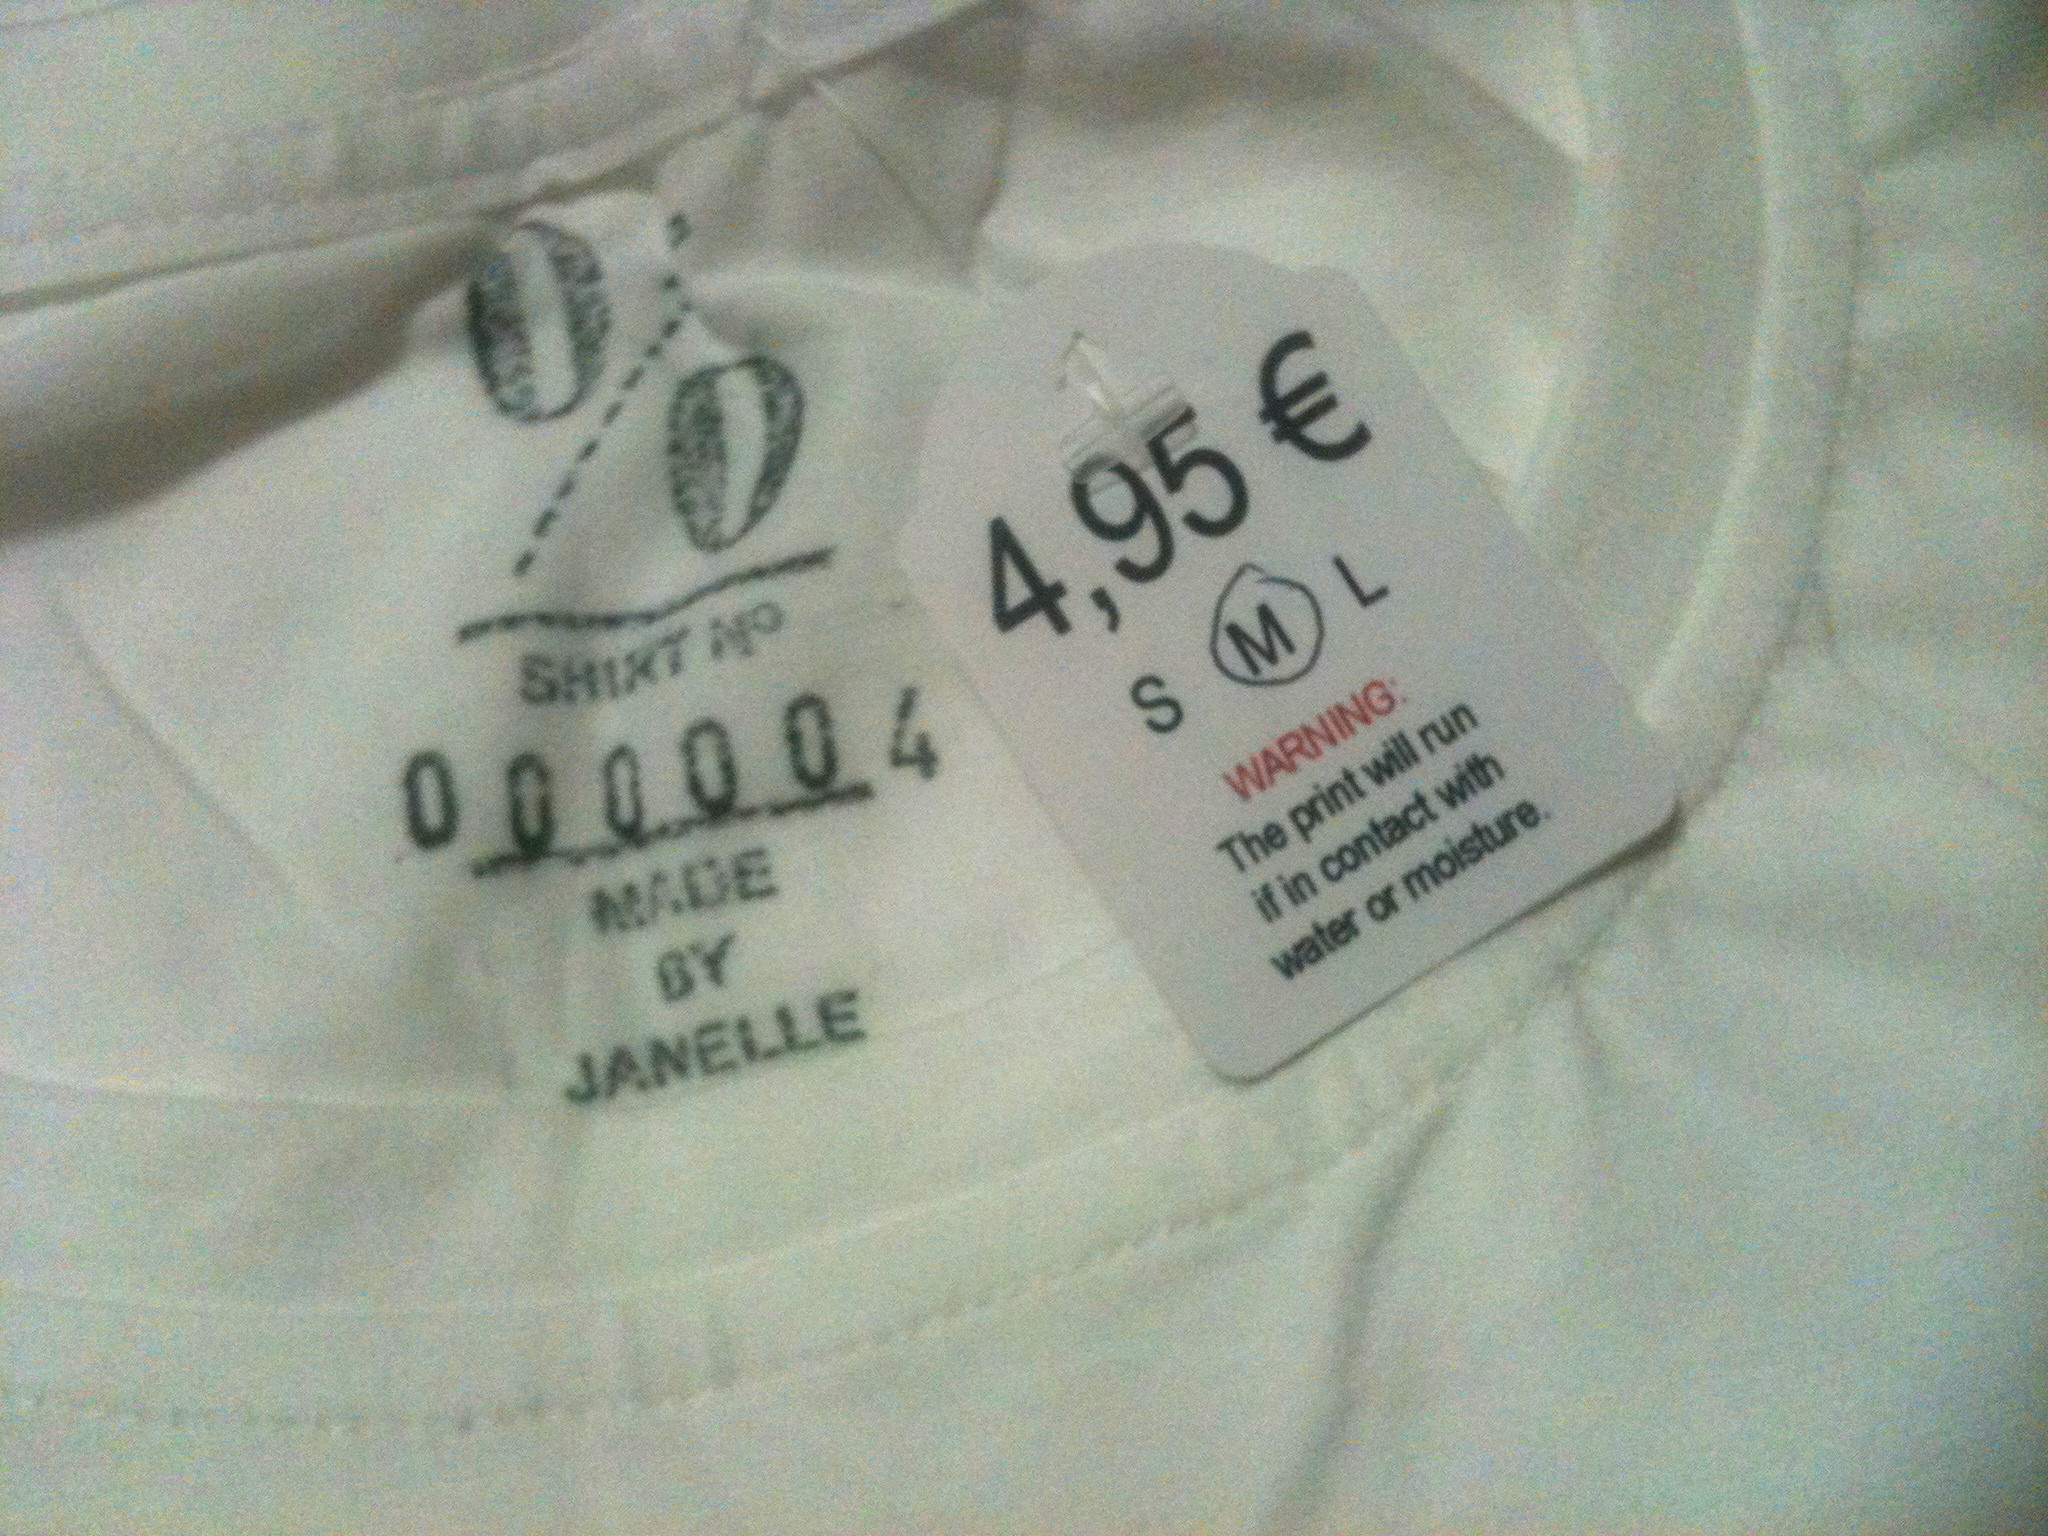 SHIRT Nº
000004
MADE
BY
JANELLE
4,95 €
S M L
WARNING:
The print will run
if in contact with
water or moisture.